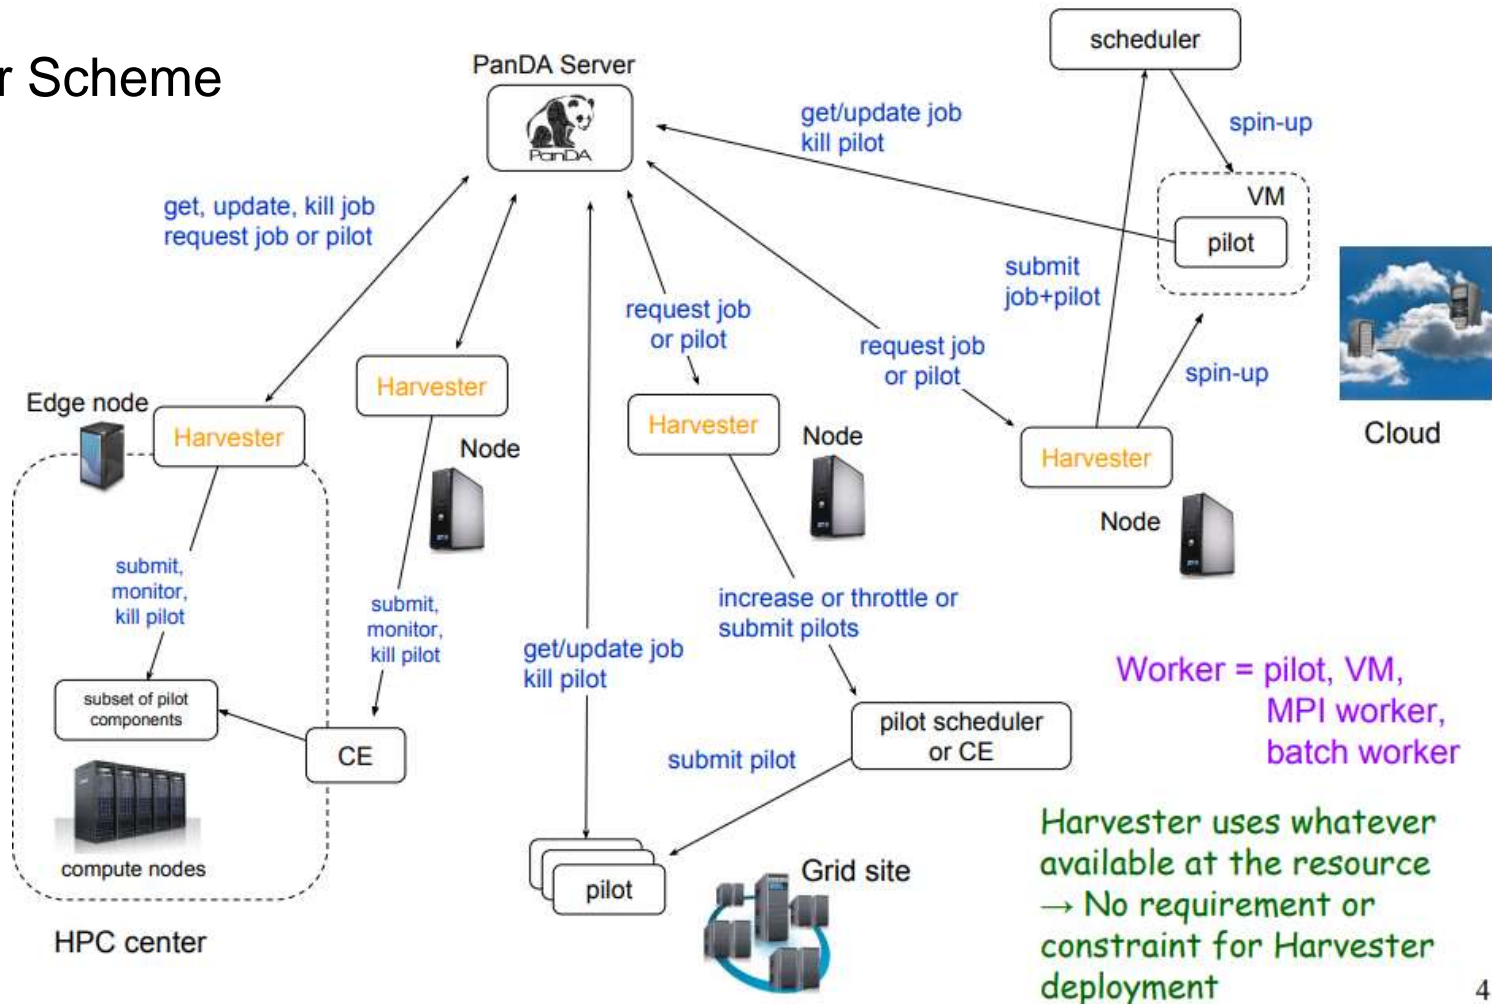 r Scheme
PanDA Server
PanDA
scheduler
get/update job
kill pilot
spin-up
VM
pilot
get, update, kill job
request job or pilot
submit
job+pilot
request job
or pilot
request job
or pilot
spin-up
Cloud
Harvester
Edge node
Harvester
Node
Harvester
Node
Harvester
Node
submit,
monitor,
kill pilot
submit,
monitor,
kill pilot
increase or throttle or
submit pilots
get/update job
kill pilot
subset of pilot
components
CE
pilot scheduler
or CE
submit pilot
compute nodes
pilot
Grid site
HPC center
Worker = pilot, VM,
MPI worker,
batch worker
Harvester uses whatever
available at the resource
→ No requirement or
constraint for Harvester
deployment
4